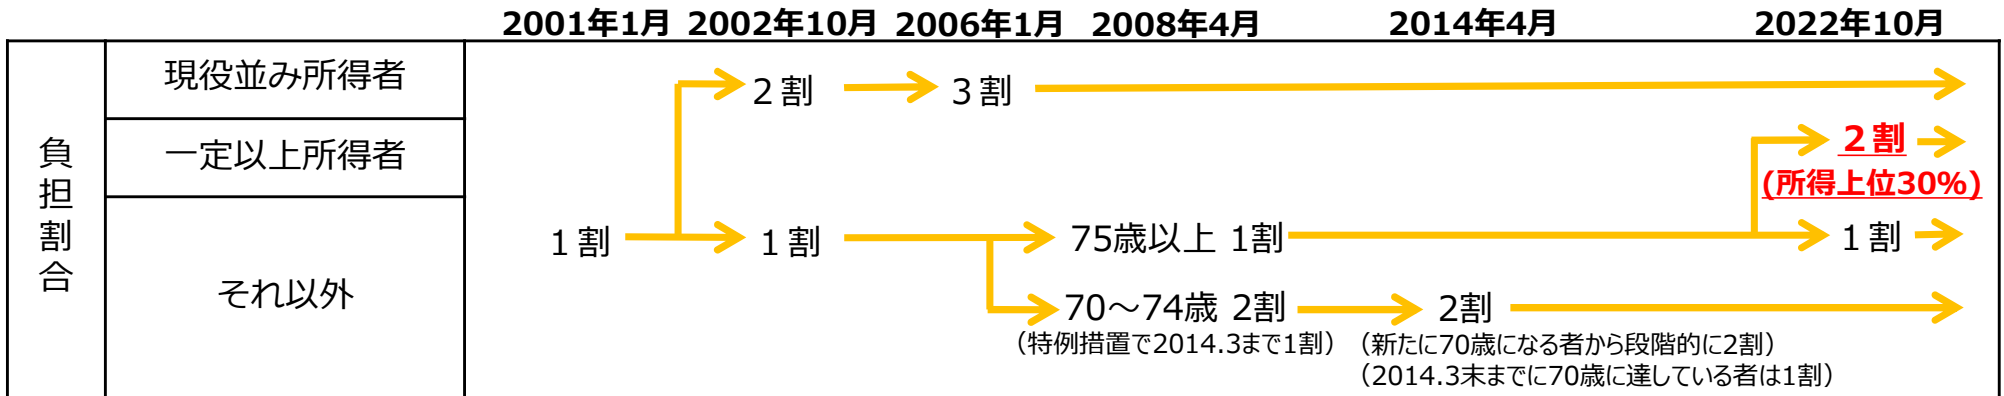 2001年1月 2002年10月 2006年1月 2008年4月 2014年4月 2022年10月
負担割合
現役並み所得者
２割 ３割
一定以上所得者
２割
(所得上位30%)
それ以外
１割 １割 75歳以上 1割 １割
70～74歳 2割 2割
（特例措置で2014.3まで1割）（新たに70歳になる者から段階的に2割）
（2014.3末までに70歳に達している者は1割）